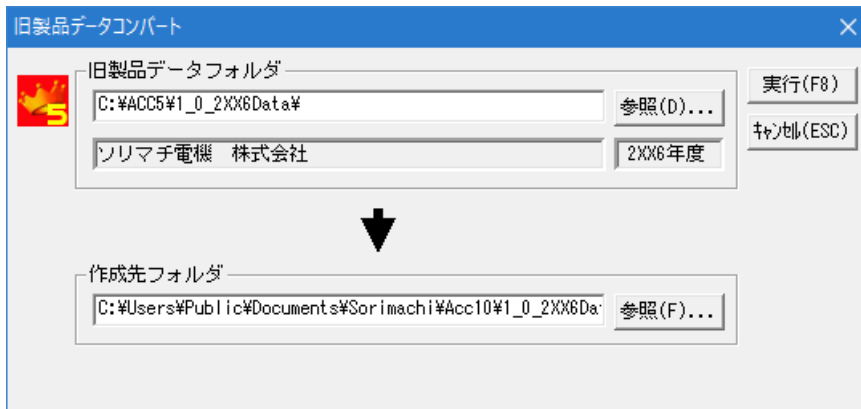 旧製品データコンバート
旧製品データフォルダ
C:¥ACC5¥1_0_2XX6Data¥
参照(D)...
ソリマチ電機　株式会社
2XX6年度
実行(F8)
ｷｬﾝｾﾙ(ESC)
5
作成先フォルダ
C:¥Users¥Public¥Documents¥Sorimachi¥Acc10¥1_0_2XX6Da
参照(F)...